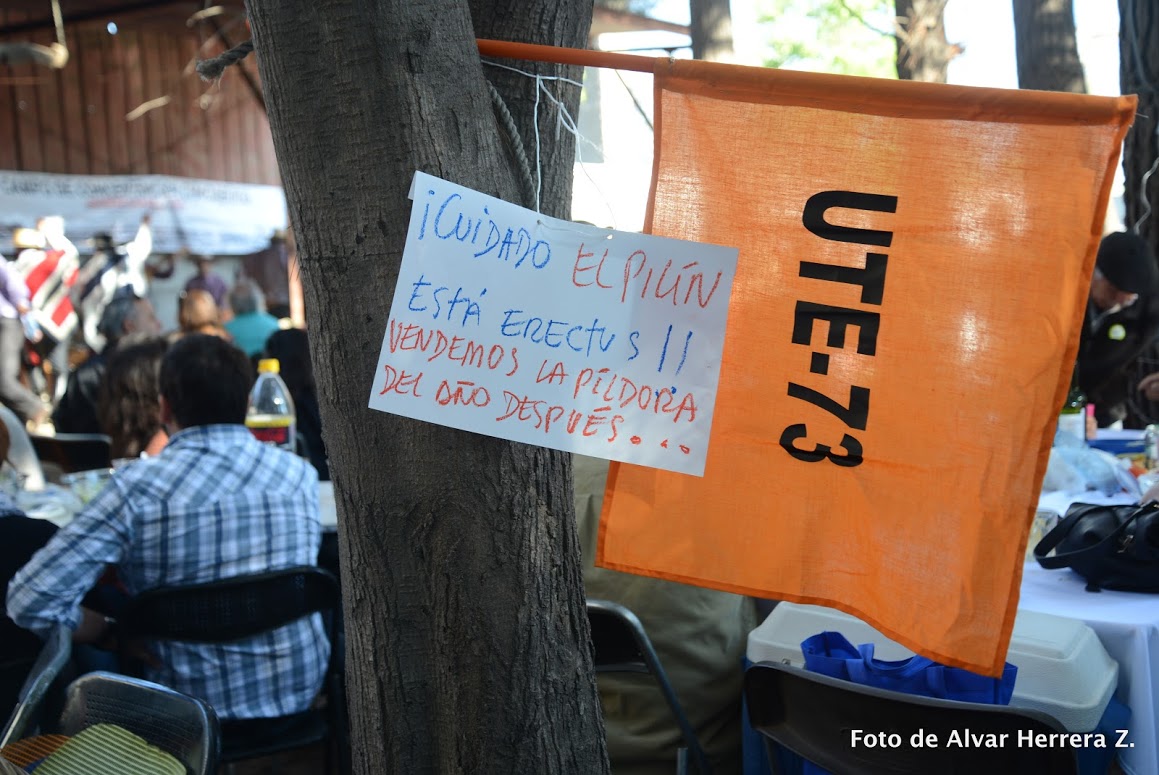 ¡CUIDADO EL PILÍN
ESTÁ ERECTUS!!
VENDEMOS LA PÍLDORA
DEL AÑO DESPUÉS...
UTE-73
Foto de Alvar Herrera Z.